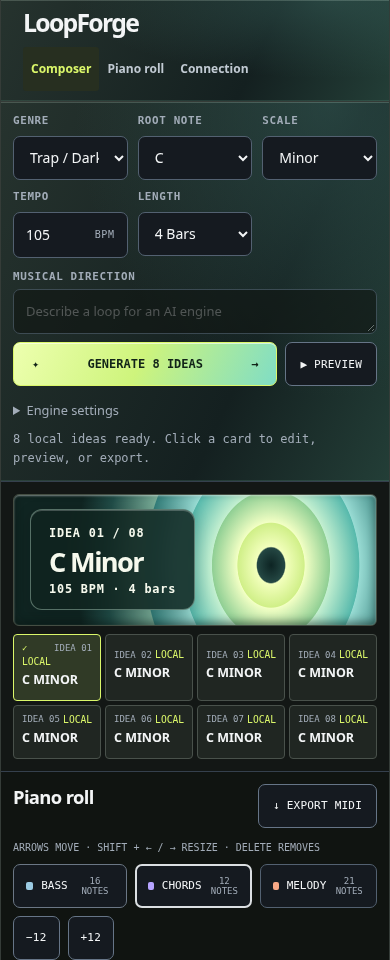 LoopForge
Composer Piano roll Connection
GENRE ROOT NOTE SCALE
Trap / Dark C Minor
TEMPO LENGTH
105 BPM 4 Bars
MUSICAL DIRECTION
Describe a loop for an AI engine
✦ GENERATE 8 IDEAS → ▶ PREVIEW
▶ Engine settings
8 local ideas ready. Click a card to edit,
preview, or export.
IDEA 01 / 08
C Minor
105 BPM · 4 bars
✓ IDEA 01 LOCAL C MINOR
IDEA 02 LOCAL C MINOR
IDEA 03 LOCAL C MINOR
IDEA 04 LOCAL C MINOR
IDEA 05 LOCAL C MINOR
IDEA 06 LOCAL C MINOR
IDEA 07 LOCAL C MINOR
IDEA 08 LOCAL C MINOR
Piano roll
↓ EXPORT MIDI
ARROWS MOVE · SHIFT + ← / → RESIZE · DELETE REMOVES
BASS 16 NOTES CHORDS 12 NOTES MELODY 21 NOTES
−12 +12